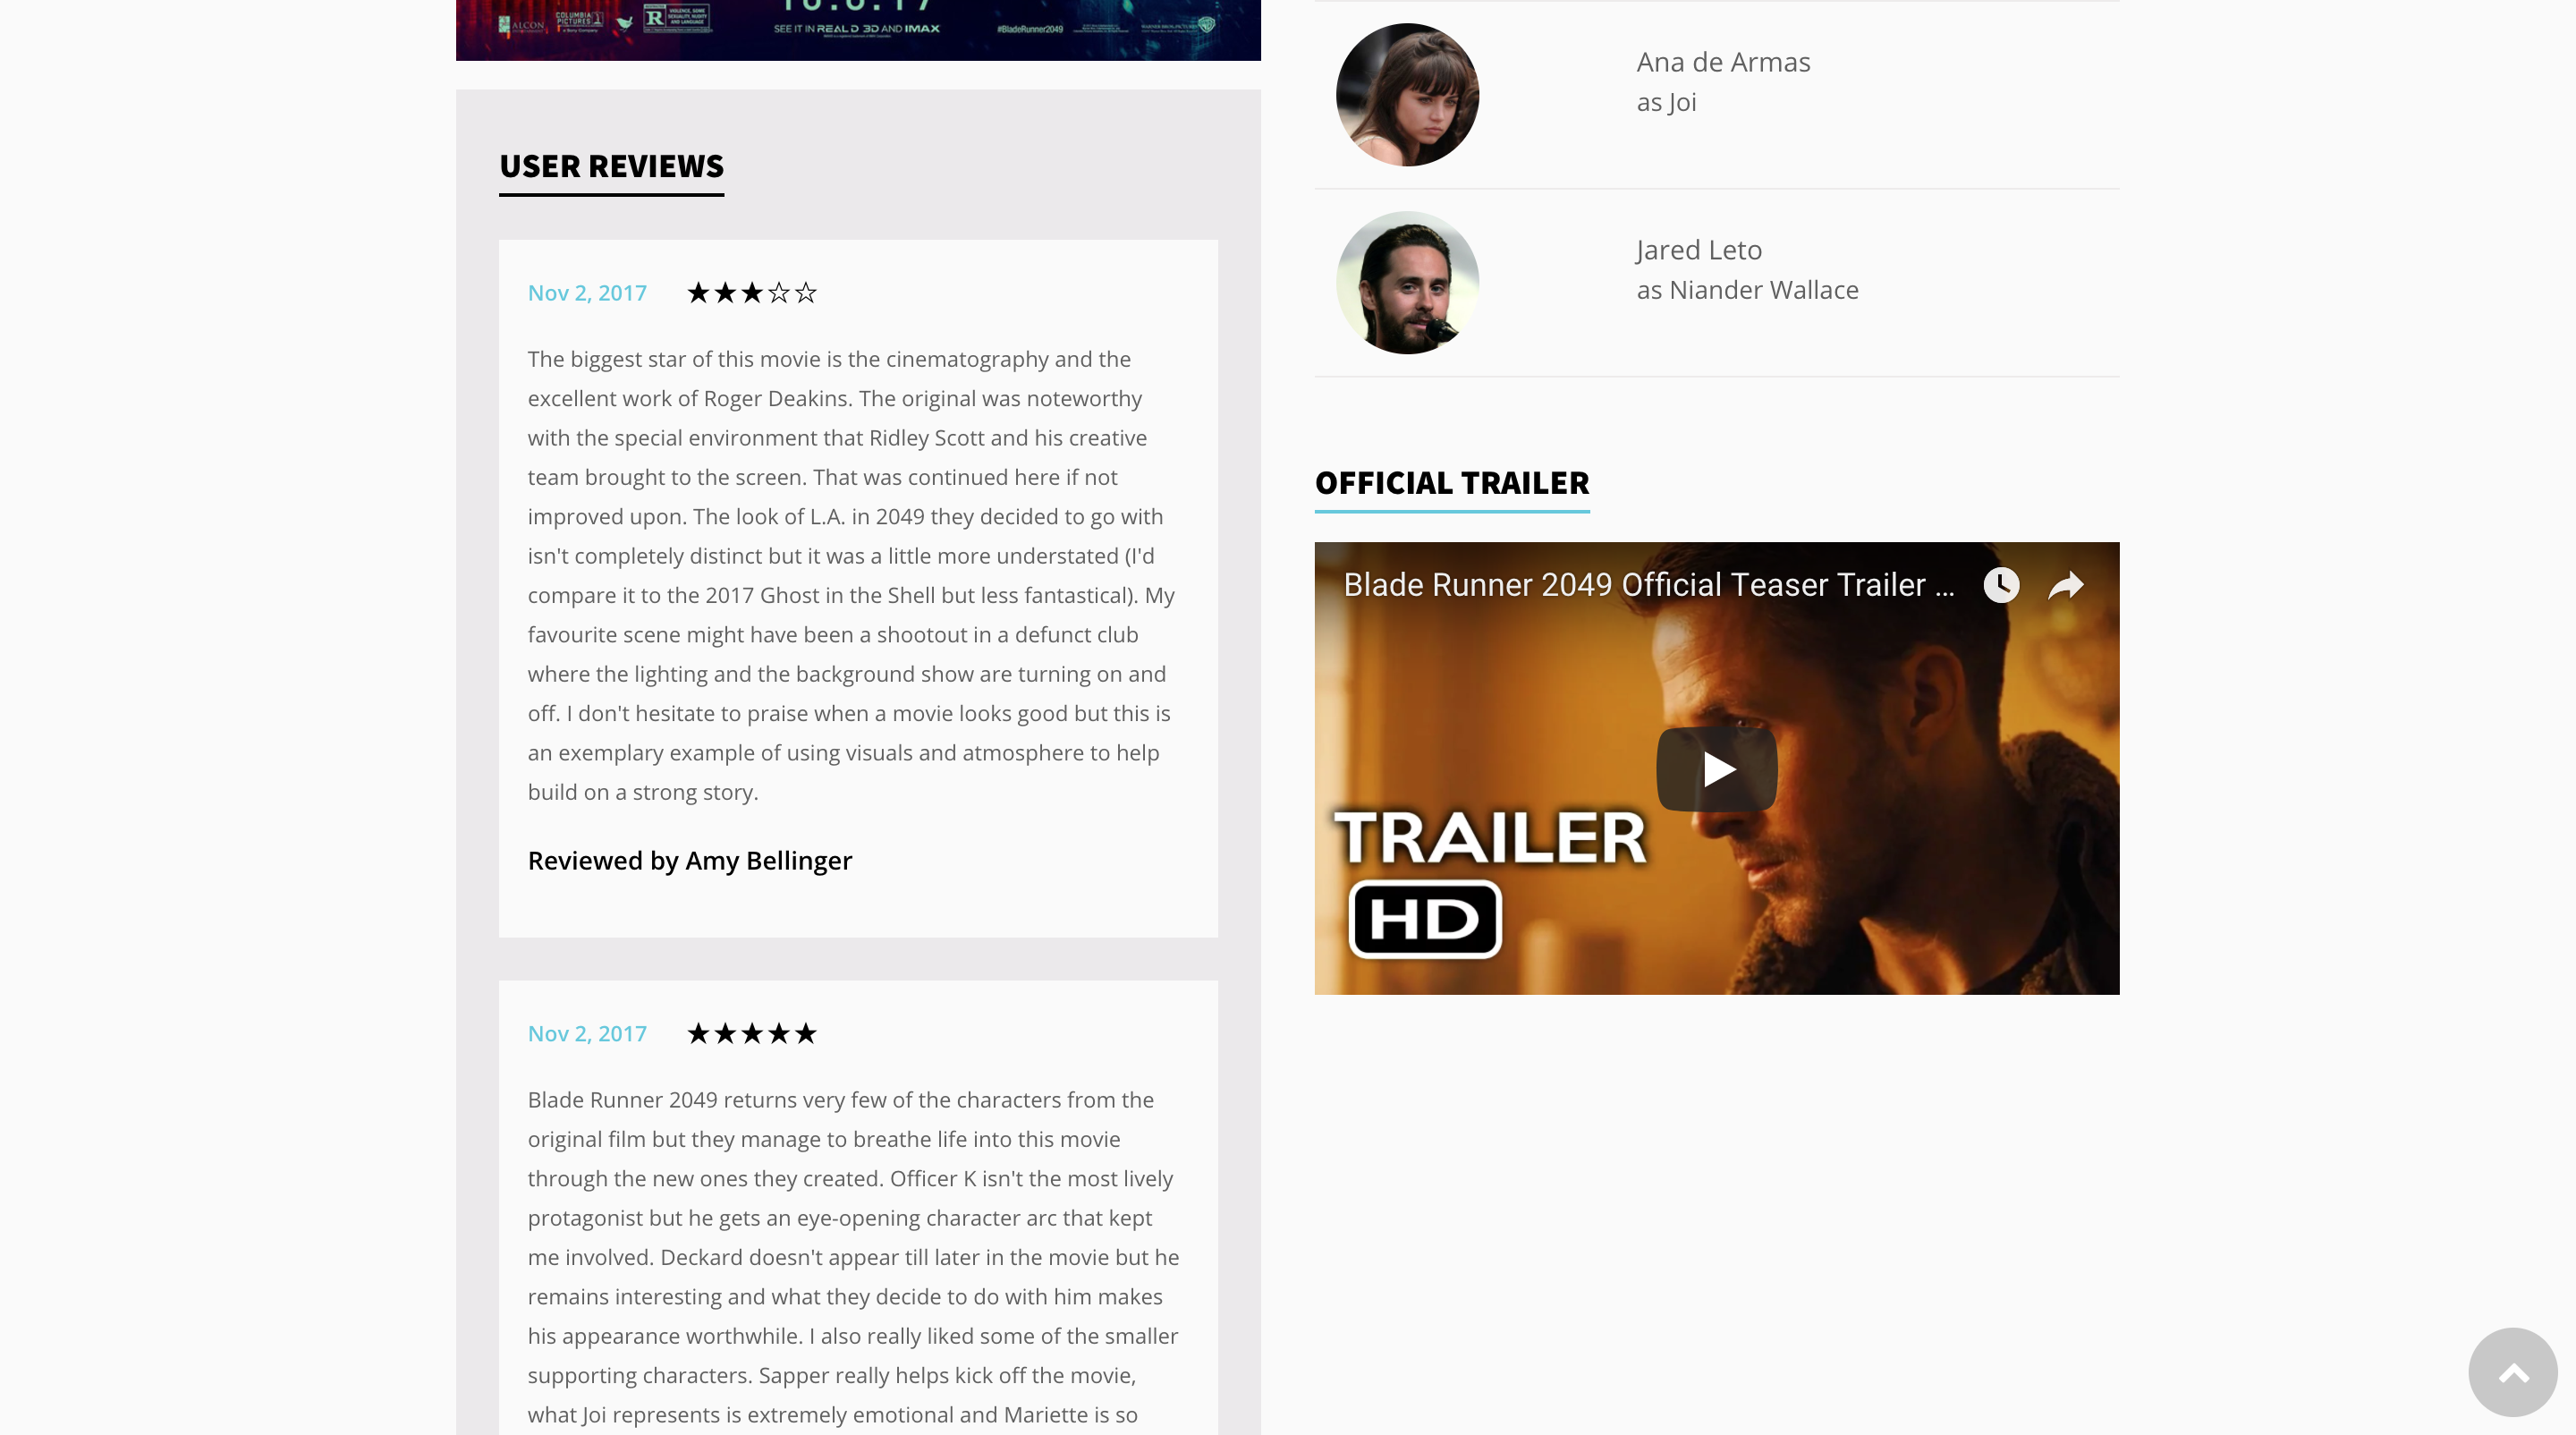 ALCON
COLUMBIA PICTURES
R
SEE IT IN REAL D 3D AND IMAX
#BladeRunner2049
USER REVIEWS
Nov 2, 2017 ★★★☆☆
The biggest star of this movie is the cinematography and the
excellent work of Roger Deakins. The original was noteworthy
with the special environment that Ridley Scott and his creative
team brought to the screen. That was continued here if not
improved upon. The look of L.A. in 2049 they decided to go with
isn't completely distinct but it was a little more understated (I'd
compare it to the 2017 Ghost in the Shell but less fantastical). My
favourite scene might have been a shootout in a defunct club
where the lighting and the background show are turning on and
off. I don't hesitate to praise when a movie looks good but this is
an exemplary example of using visuals and atmosphere to help
build on a strong story.
Reviewed by Amy Bellinger
Nov 2, 2017 ★★★★★
Blade Runner 2049 returns very few of the characters from the
original film but they manage to breathe life into this movie
through the new ones they created. Officer K isn't the most lively
protagonist but he gets an eye-opening character arc that kept
me involved. Deckard doesn't appear till later in the movie but he
remains interesting and what they decide to do with him makes
his appearance worthwhile. I also really liked some of the smaller
supporting characters. Sapper really helps kick off the movie,
what Joi represents is extremely emotional and Mariette is so
Ana de Armas
as Joi
Jared Leto
as Niander Wallace
OFFICIAL TRAILER
Blade Runner 2049 Official Teaser Trailer ...
TRAILER
HD